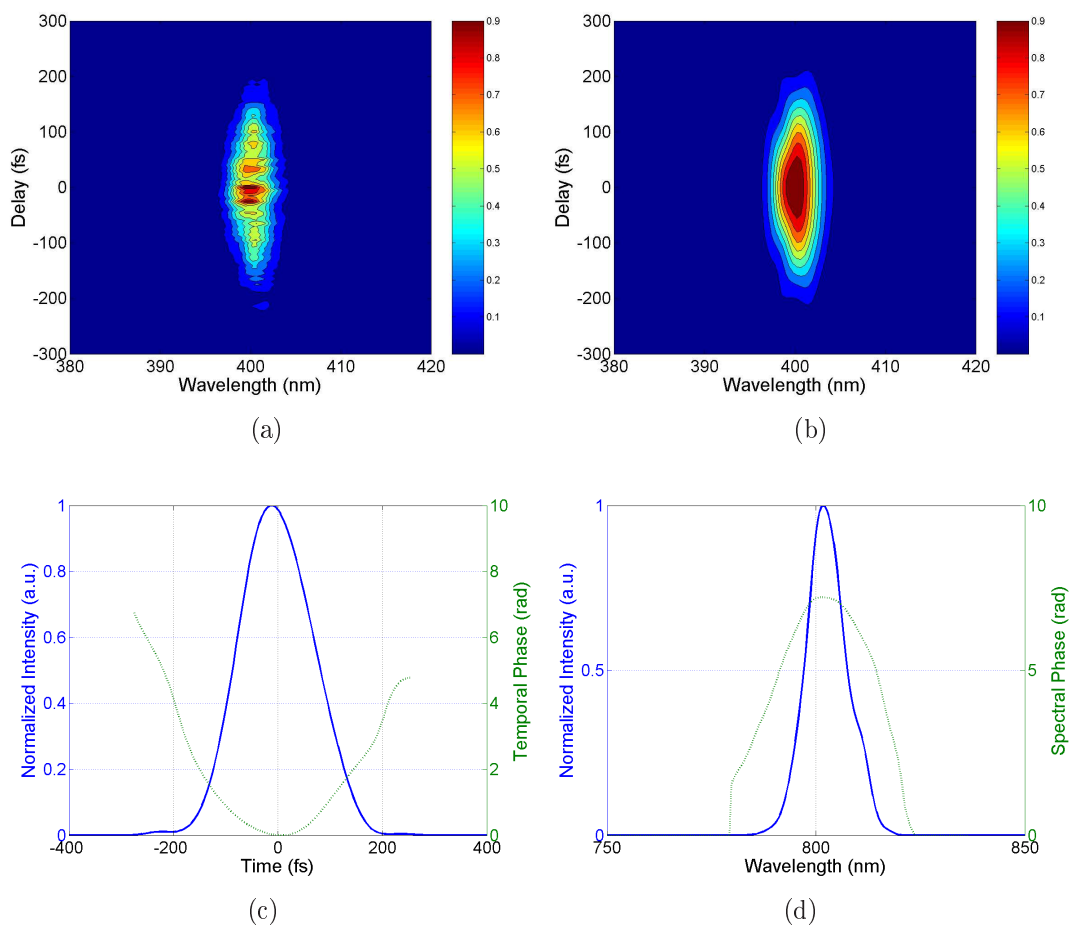 300
200
100
0
-100
-200
-300
Delay (fs)
380 390 400 410 420
Wavelength (nm)
0.9
0.8
0.7
0.6
0.5
0.4
0.3
0.2
0.1
(a)
300
200
100
0
-100
-200
-300
Delay (fs)
380 390 400 410 420
Wavelength (nm)
0.9
0.8
0.7
0.6
0.5
0.4
0.3
0.2
0.1
(b)
1
0.8
0.6
0.4
0.2
0
Normalized Intensity (a.u.)
-400 -200 0 200 400
Time (fs)
10
8
6
4
2
0
Temporal Phase (rad)
(c)
1
0.5
0
Normalized Intensity (a.u.)
750 800 850
Wavelength (nm)
10
5
0
Spectral Phase (rad)
(d)